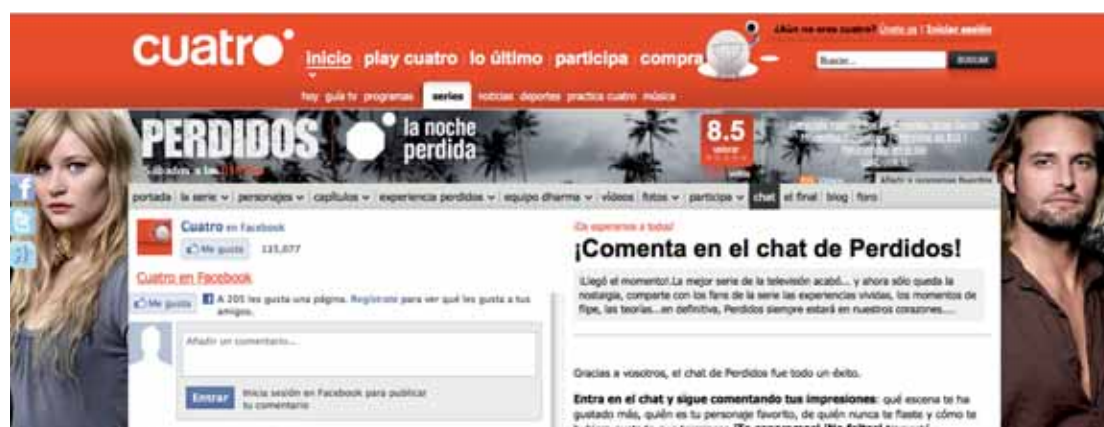 cuatro
¿Aún no eres cuatro? Únete ya | Iniciar sesión
Inicio play cuatro lo último participa compra
Buscar...
BUSCAR
hoy guía tv programas series noticias deportes practica cuatro música
PERDIDOS
la noche
perdida
8.5
Sábados a las
portada la serie personajes capítulos experiencia perdidos equipo dharma vídeos fotos participa chat el final blog foro
Cuatro en Facebook
Me gusta 115,077
Cuatro en Facebook
Me gusta A 205 les gusta una página. Regístrate para ver qué les gusta a tus
amigos.
Añadir un comentario...
Entrar
Inicia sesión en Facebook para publicar
tu comentario
¡Os esperamos a todos!
¡Comenta en el chat de Perdidos!
¡Llegó el momento!.La mejor serie de la televisión acabó... y ahora sólo queda la
nostalgia, comparte con los fans de la serie las experiencias vividas, los momentos de
flipe, las teorías...en definitiva, Perdidos siempre estará en nuestros corazones....
Gracias a vosotros, el chat de Perdidos fue todo un éxito.
Entra en el chat y sigue comentando tus impresiones: qué escena te ha
gustado más, quién es tu personaje favorito, de quién nunca te fiaste y cómo te